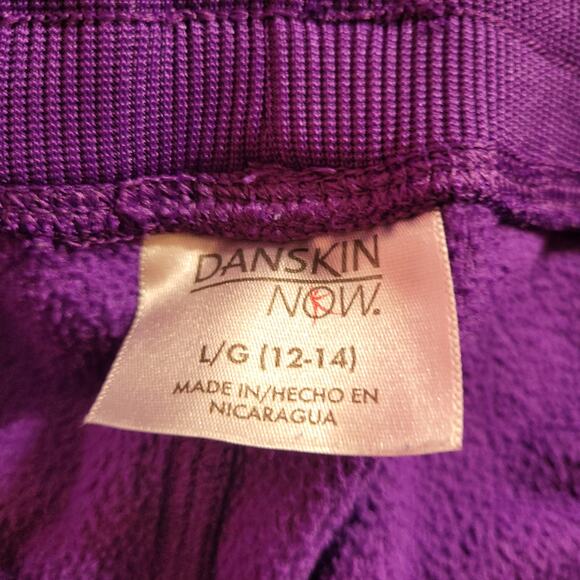 DANSKIN
NOW.
L/G (12-14)
MADE IN/HECHO EN
NICARAGUA